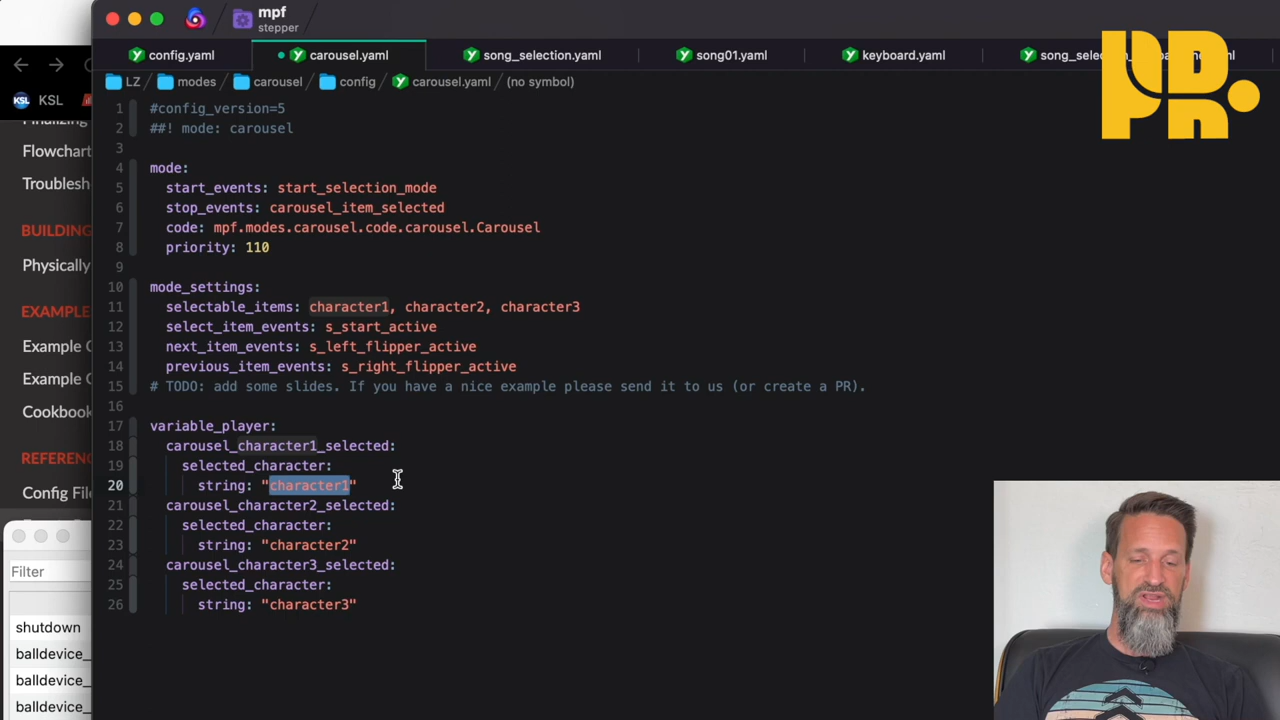 mpf
stepper
config.yaml
carousel.yaml
song_selection.yaml
song01.yaml
keyboard.yaml
LZ
modes
carousel
config
carousel.yaml
(no symbol)
KSL
Finalizing
Flowchart
BUILDING
Physically
EXAMPLE
Cookbook
Config
Filter
shutdown
balldevice_
balldevice_
balldevice_
1 #config_version=5
2 ##! mode: carousel
3
4 mode:
5 start_events: start_selection_mode
6 stop_events: carousel_item_selected
7 code: mpf.modes.carousel.code.carousel.Carousel
8 priority: 110
9
10 mode_settings:
11 selectable_items: character1, character2, character3
12 select_item_events: s_start_active
13 next_item_events: s_left_flipper_active
14 previous_item_events: s_right_flipper_active
15 # TODO: add some slides. If you have a nice example please send it to us (or create a PR).
16
17 variable_player:
18 carousel_character1_selected:
19 selected_character:
20 string: "character1"
21 carousel_character2_selected:
22 selected_character:
23 string: "character2"
24 carousel_character3_selected:
25 selected_character:
26 string: "character3"